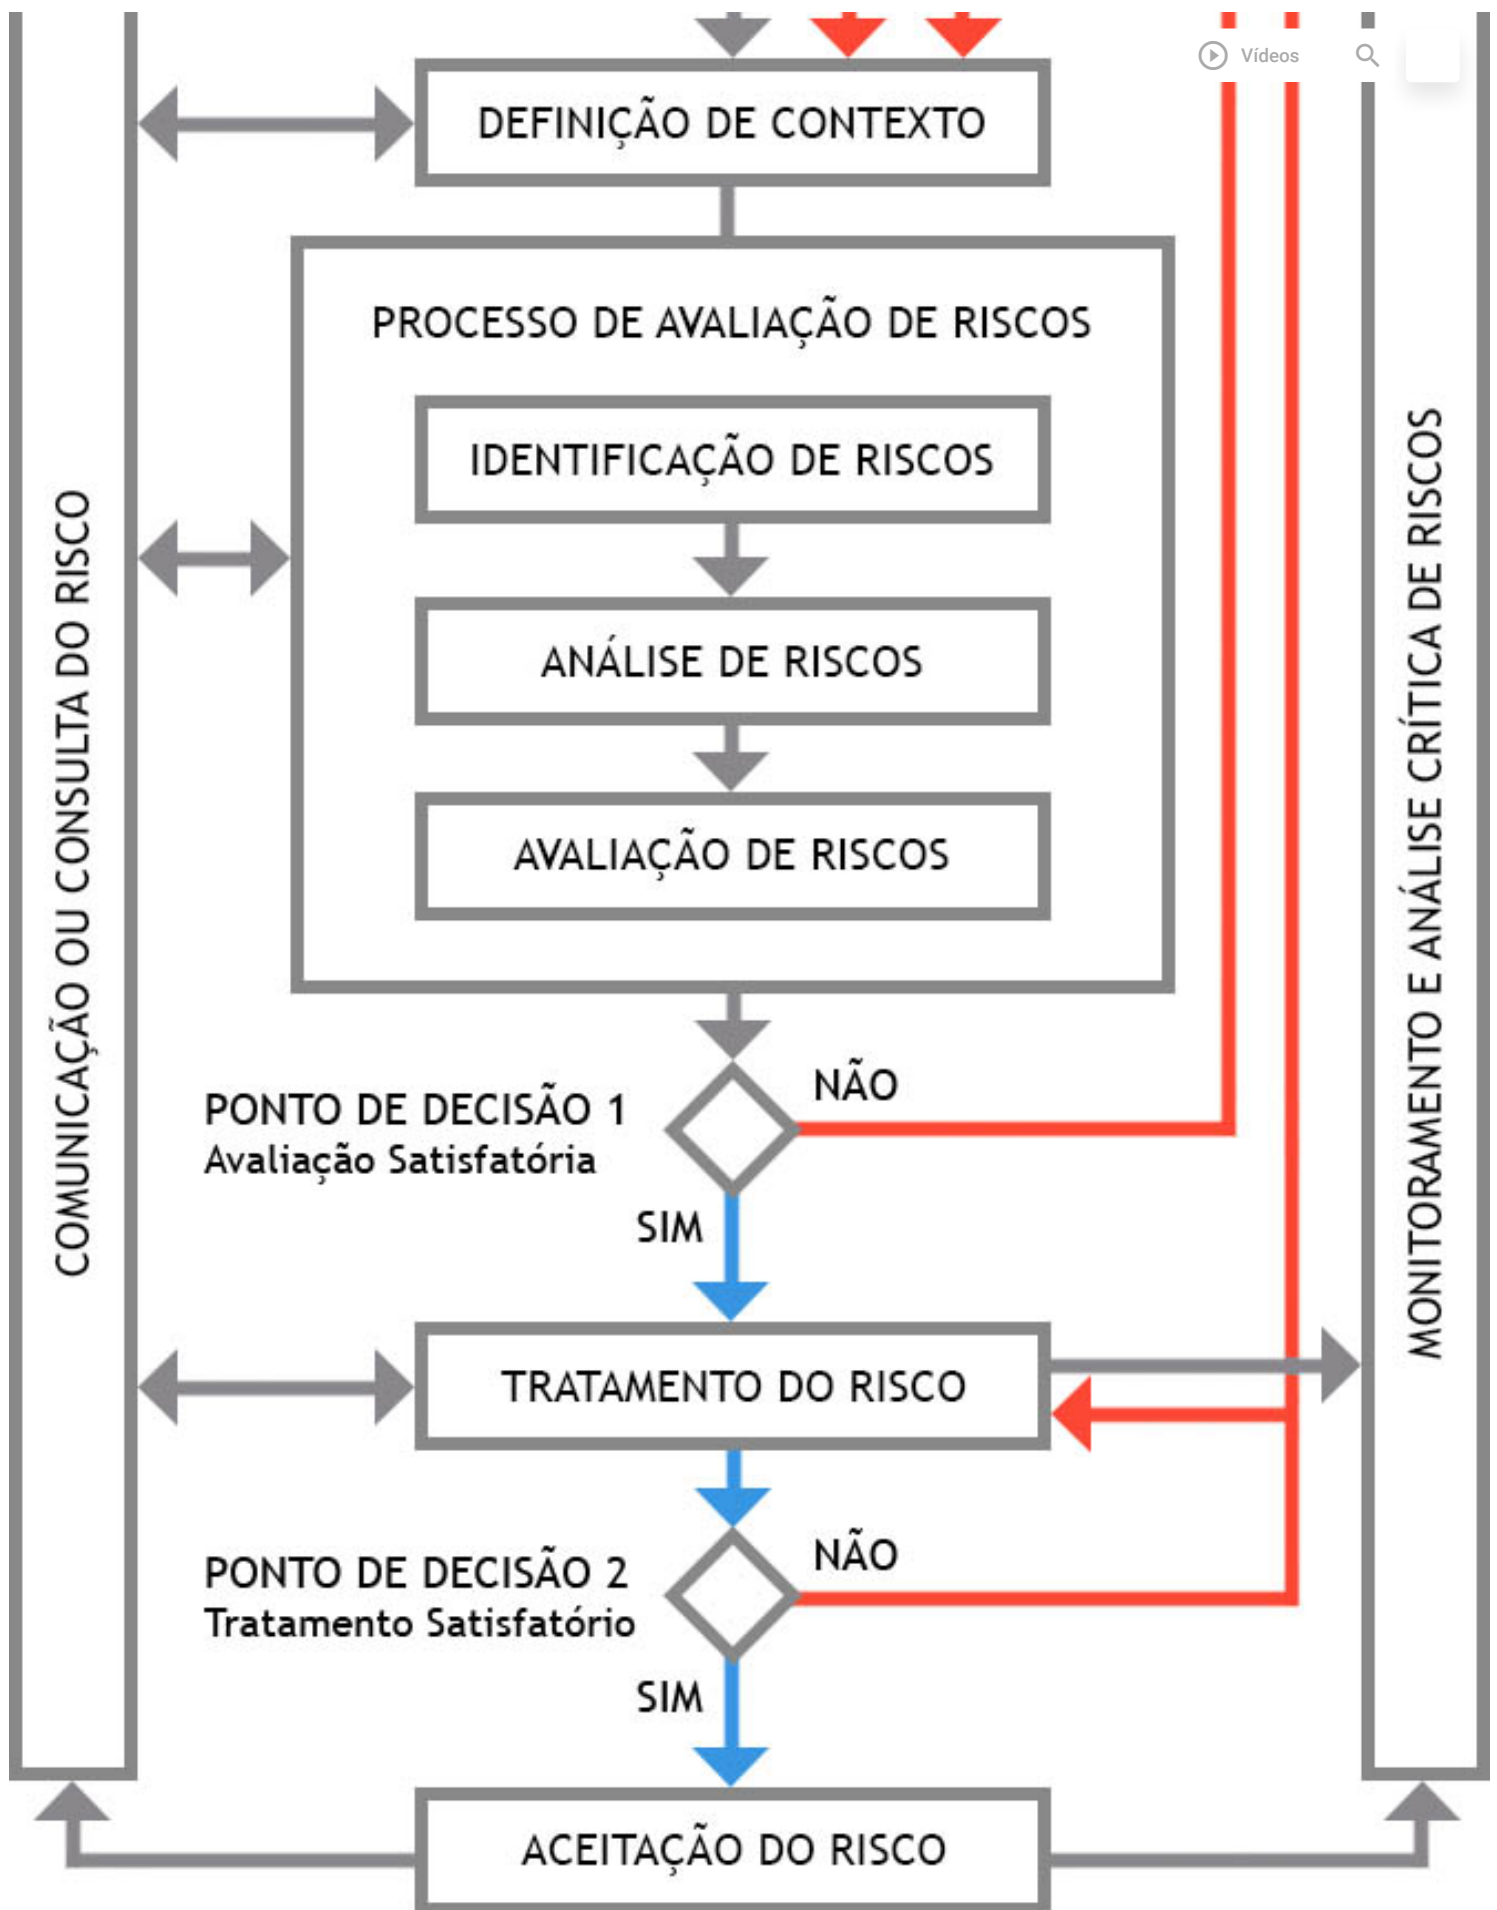 Vídeos
DEFINIÇÃO DE CONTEXTO
PROCESSO DE AVALIAÇÃO DE RISCOS
IDENTIFICAÇÃO DE RISCOS
ANÁLISE DE RISCOS
AVALIAÇÃO DE RISCOS
COMUNICAÇÃO OU CONSULTA DO RISCO
MONITORAMENTO E ANÁLISE CRÍTICA DE RISCOS
NÃO
PONTO DE DECISÃO 1
Avaliação Satisfatória
SIM
TRATAMENTO DO RISCO
NÃO
PONTO DE DECISÃO 2
Tratamento Satisfatório
SIM
ACEITAÇÃO DO RISCO